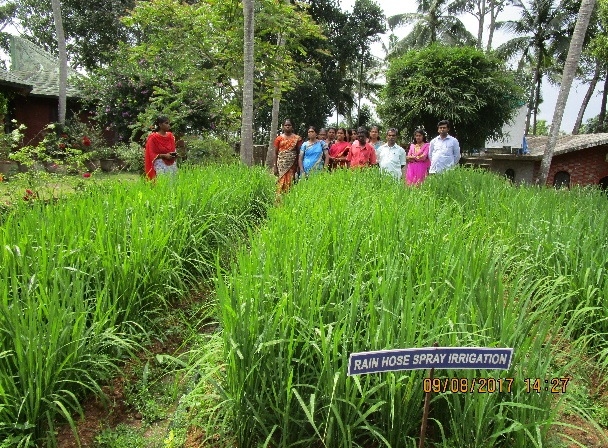 RAIN HOSE SPRAY IRRIGATION
09/08/2017 14:27